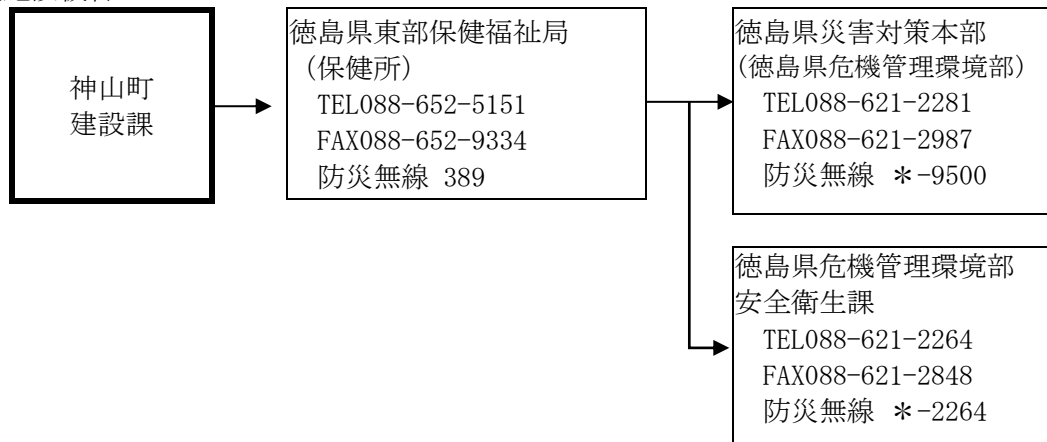 神山町
建設課
徳島県東部保健福祉局
（保健所）
TEL088-652-5151
FAX088-652-9334
防災無線 389
徳島県災害対策本部
(徳島県危機管理環境部)
TEL088-621-2281
FAX088-621-2987
防災無線 ＊-9500
徳島県危機管理環境部
安全衛生課
TEL088-621-2264
FAX088-621-2848
防災無線 ＊-2264